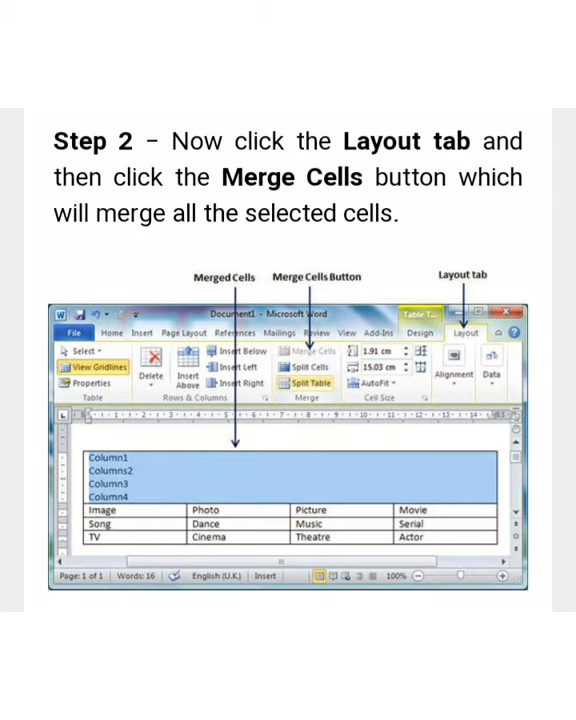 Step 2 – Now click the Layout tab and
then click the Merge Cells button which
will merge all the selected cells.
Merged Cells Merge Cells Button Layout tab
Document1 - Microsoft Word Table T...
File Home Insert Page Layout References Mailings Review View Add-Ins Design Layout
Select Delete Insert Above Insert Below Merge Cells 1.91 cm Alignment Data
View Gridlines Insert Left Split Cells 15.03 cm
Properties Insert Right Split Table AutoFit
Table Rows & Columns Merge Cell Size
Column1
Columns2
Column3
Column4
Image Photo Picture Movie
Song Dance Music Serial
TV Cinema Theatre Actor
Page: 1 of 1 Words: 16 English (U.K.) Insert 100%